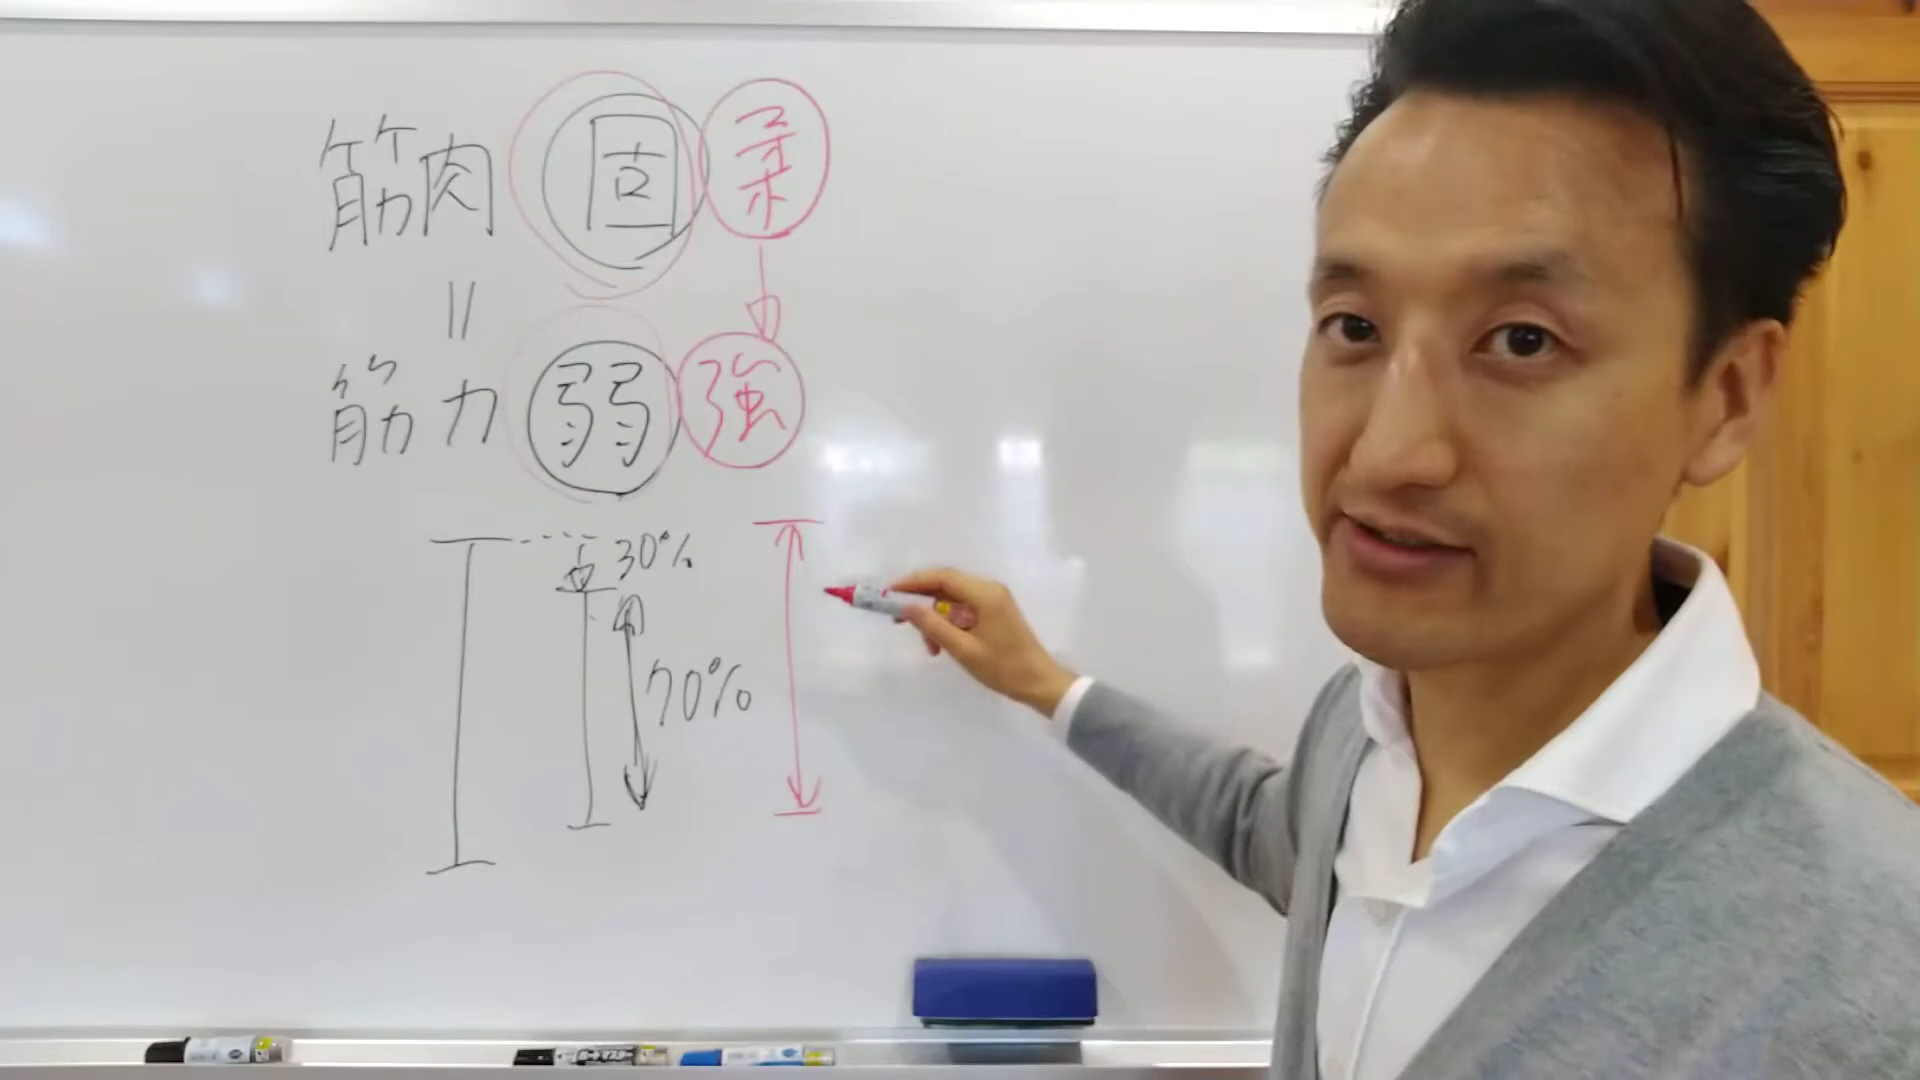 筋肉 固 柔
=
筋力 弱 強
30%
70%